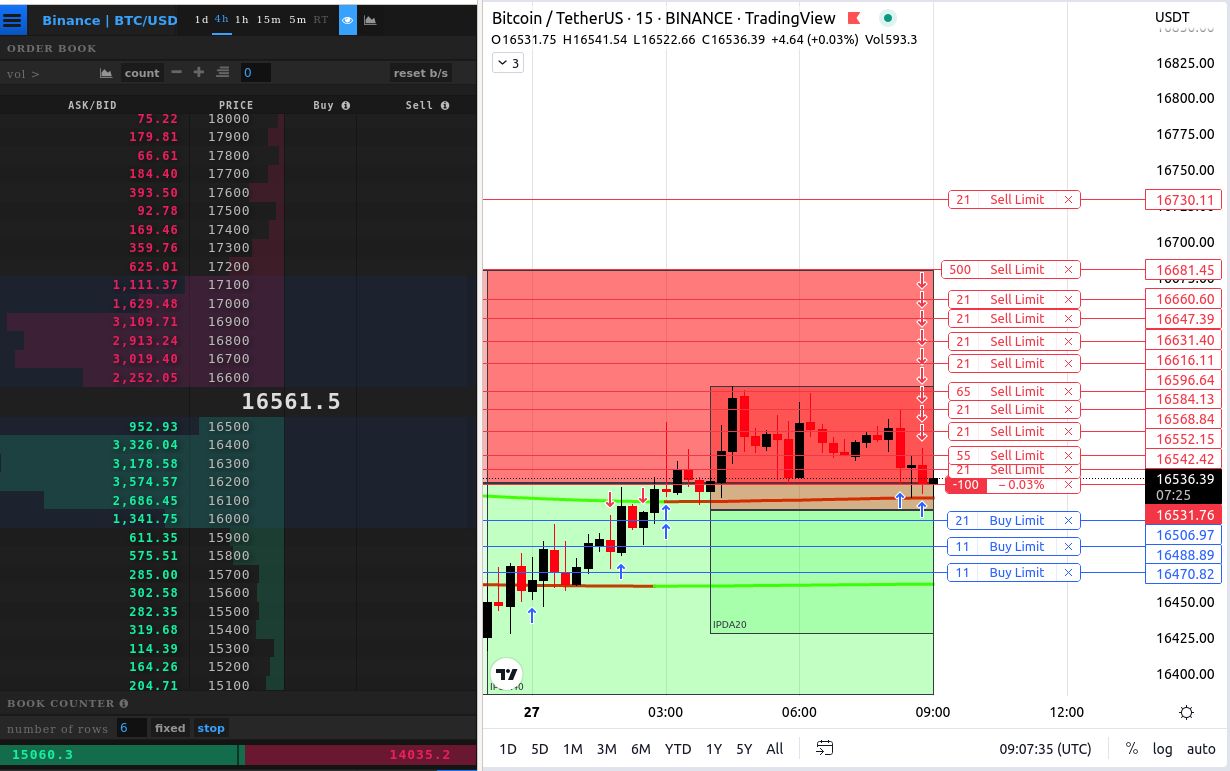 Binance | BTC/USD 1d 4h 1h 15m 5m RT
ORDER BOOK
vol > count 0 reset b/s
ASK/BID PRICE Buy Sell
75.22 18000
179.81 17900
66.61 17800
184.40 17700
393.50 17600
92.78 17500
169.46 17400
359.76 17300
625.01 17200
1,111.37 17100
1,629.48 17000
3,109.71 16900
2,913.24 16800
3,019.40 16700
2,252.05 16600
16561.5
952.93 16500
3,326.04 16400
3,178.58 16300
3,574.57 16200
2,686.45 16100
1,341.75 16000
611.35 15900
575.51 15800
285.00 15700
302.58 15600
282.35 15500
319.68 15400
114.39 15300
164.26 15200
204.71 15100
BOOK COUNTER
number of rows 6 fixed stop
15060.3 14035.2
Bitcoin / TetherUS · 15 · BINANCE · TradingView
O16531.75 H16541.54 L16522.66 C16536.39 +4.64 (+0.03%) Vol593.3
3
USDT
16825.00
16800.00
16775.00
16750.00
21 Sell Limit × 16730.11
16700.00
500 Sell Limit × 16681.45
21 Sell Limit × 16660.60
21 Sell Limit × 16647.39
21 Sell Limit × 16631.40
21 Sell Limit × 16616.11
65 Sell Limit × 16596.64
21 Sell Limit × 16584.13
21 Sell Limit × 16568.84
55 Sell Limit × 16552.15
21 Sell Limit × 16542.42
-100 − 0.03% × 16536.39
07:25
16531.76
21 Buy Limit × 16506.97
11 Buy Limit × 16488.89
11 Buy Limit × 16470.82
16450.00
16425.00
16400.00
IPDA20
27 03:00 06:00 09:00 12:00
1D 5D 1M 3M 6M YTD 1Y 5Y All 09:07:35 (UTC) % log auto